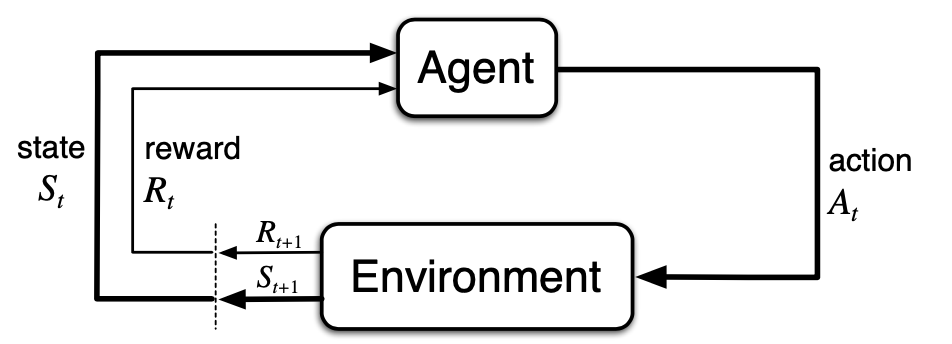 Agent
state
S_t
reward
R_t
action
A_t
R_{t+1}
S_{t+1}
Environment